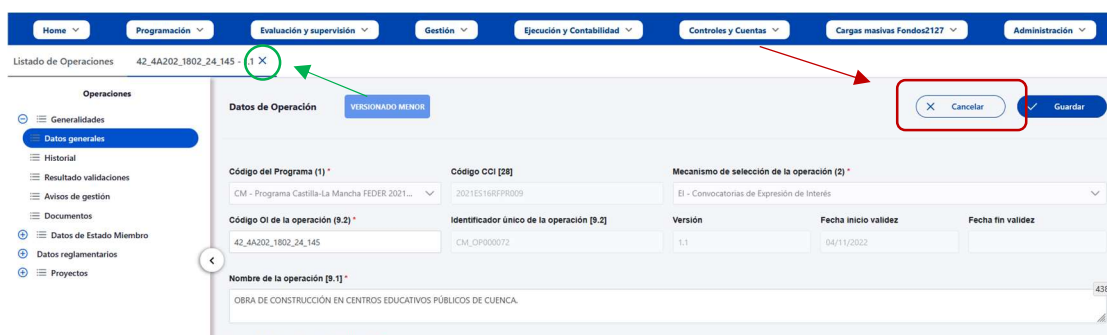 Home Programación Evaluación y supervisión Gestión Ejecución y Contabilidad Controles y Cuentas Cargas masivas Fondos2127 Administración
Listado de Operaciones 42_4A202_1802_24_145 - .1 X
Operaciones
Generalidades
Datos generales
Historial
Resultado validaciones
Avisos de gestión
Documentos
Datos de Estado Miembro
Datos reglamentarios
Proyectos
Datos de Operación VERSIONADO MENOR Cancelar Guardar
Código del Programa (1) * Código CCI [28] Mecanismo de selección de la operación (2) *
CM - Programa Castilla-La Mancha FEDER 2021... 2021ES16RFPR009 EI - Convocatorias de Expresión de Interés
Código OI de la operación (9.2) * Identificador único de la operación [9.2] Versión Fecha inicio validez Fecha fin validez
42_4A202_1802_24_145 CM_OP000072 1.1 04/11/2022
Nombre de la operación [9.1] *
438
OBRA DE CONSTRUCCIÓN EN CENTROS EDUCATIVOS PÚBLICOS DE CUENCA.